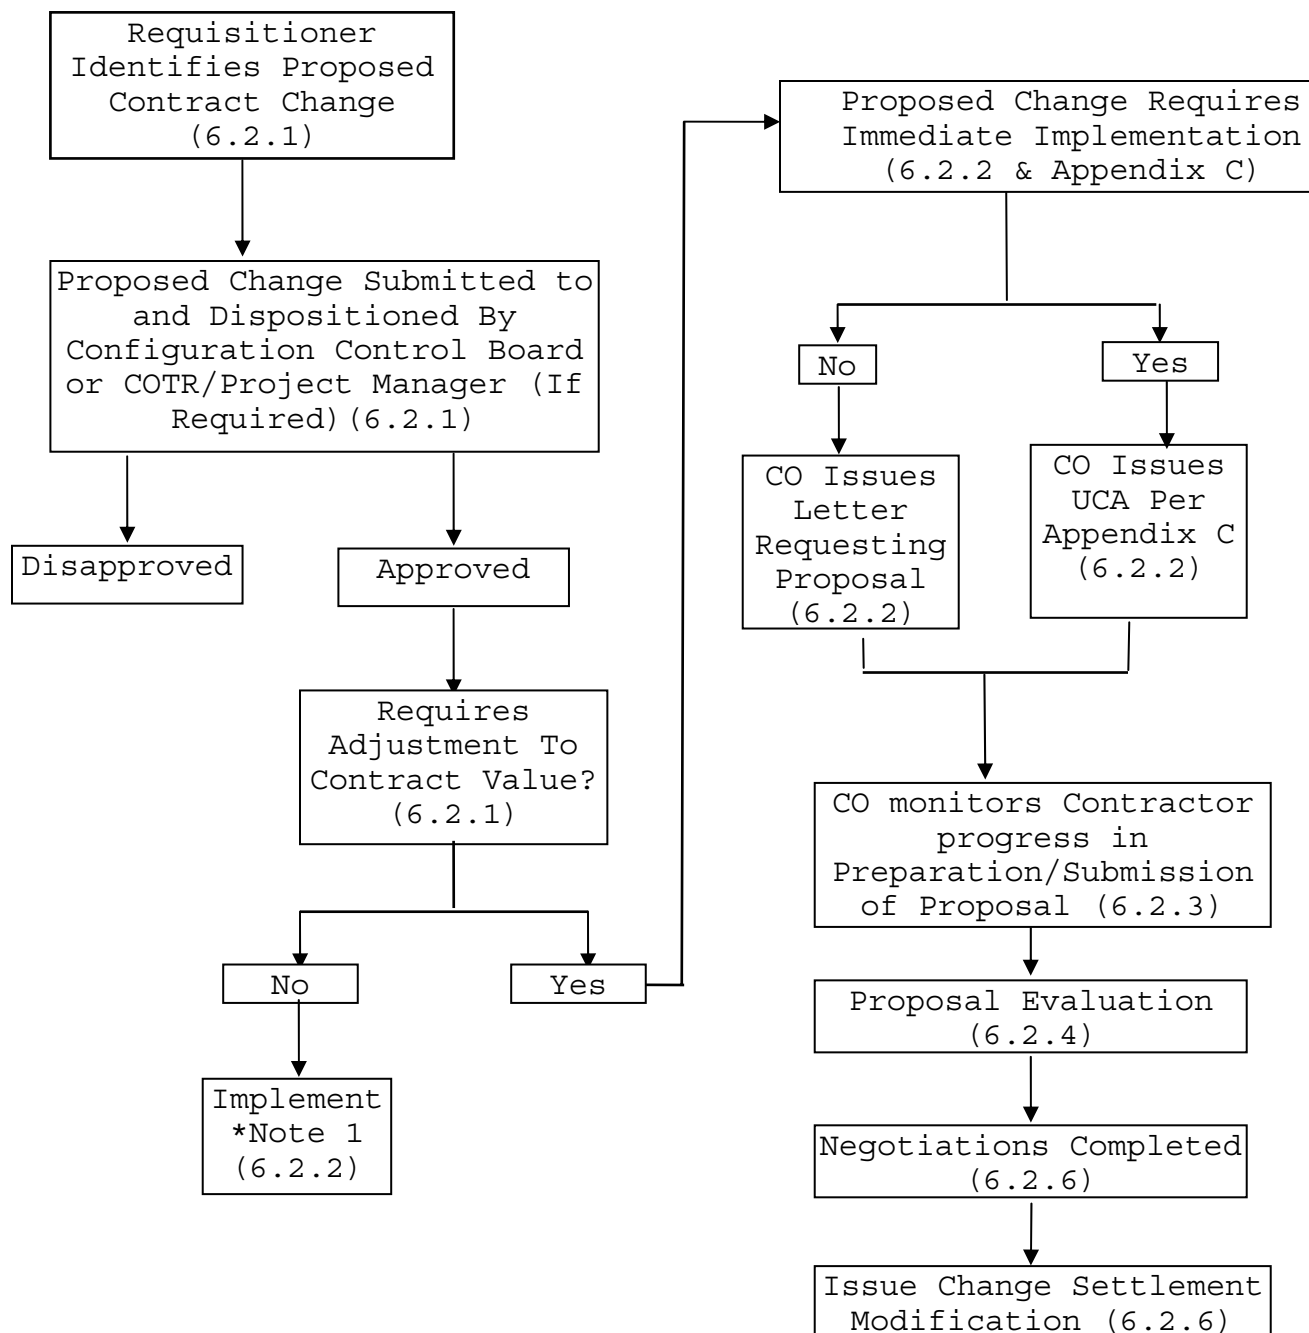 Requisitioner
Identifies Proposed
Contract Change
(6.2.1)
Proposed Change Submitted to
and Dispositioned By
Configuration Control Board
or COTR/Project Manager (If
Required)(6.2.1)
Disapproved
Approved
Requires
Adjustment To
Contract Value?
(6.2.1)
No
Yes
Implement
*Note 1
(6.2.2)
Proposed Change Requires
Immediate Implementation
(6.2.2 & Appendix C)
No
Yes
CO Issues
Letter
Requesting
Proposal
(6.2.2)
CO Issues
UCA Per
Appendix C
(6.2.2)
CO monitors Contractor
progress in
Preparation/Submission
of Proposal (6.2.3)
Proposal Evaluation
(6.2.4)
Negotiations Completed
(6.2.6)
Issue Change Settlement
Modification (6.2.6)